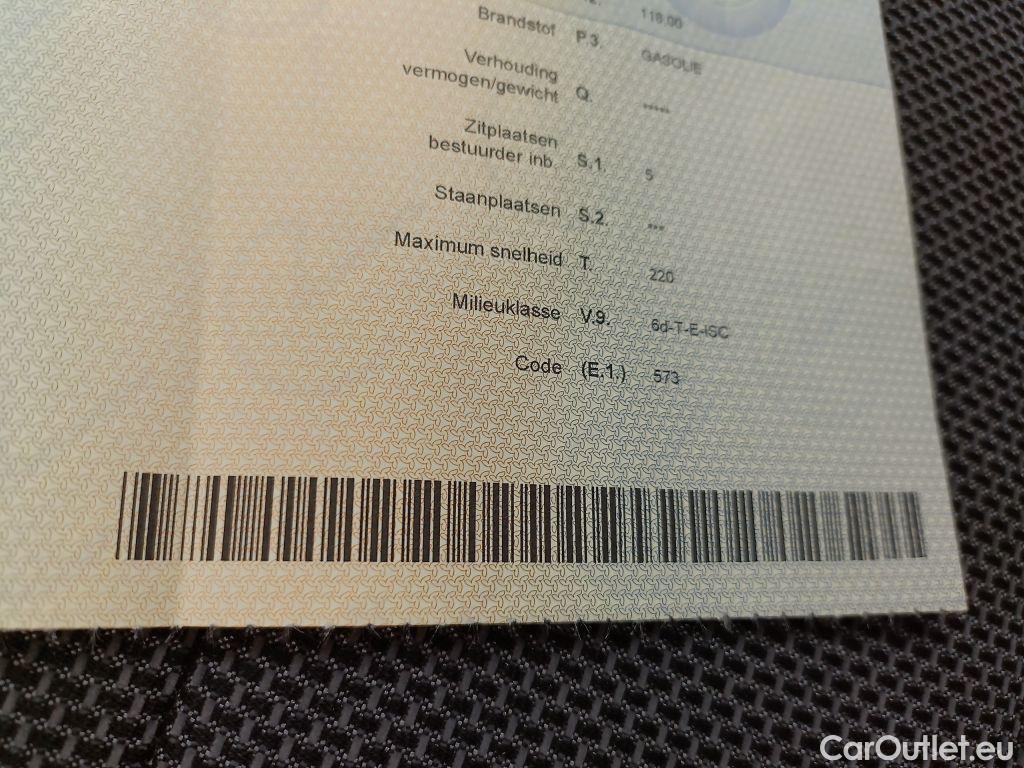 118.00
Brandstof P.3. GASOLIE
Verhouding
vermogen/gewicht Q. *****
Zitplaatsen
bestuurder inb. S.1. 5
Staanplaatsen S.2. ***
Maximum snelheid T. 220
Milieuklasse V.9. 6d-T-E-ISC
Code (E.1.) 573
CarOutlet.eu